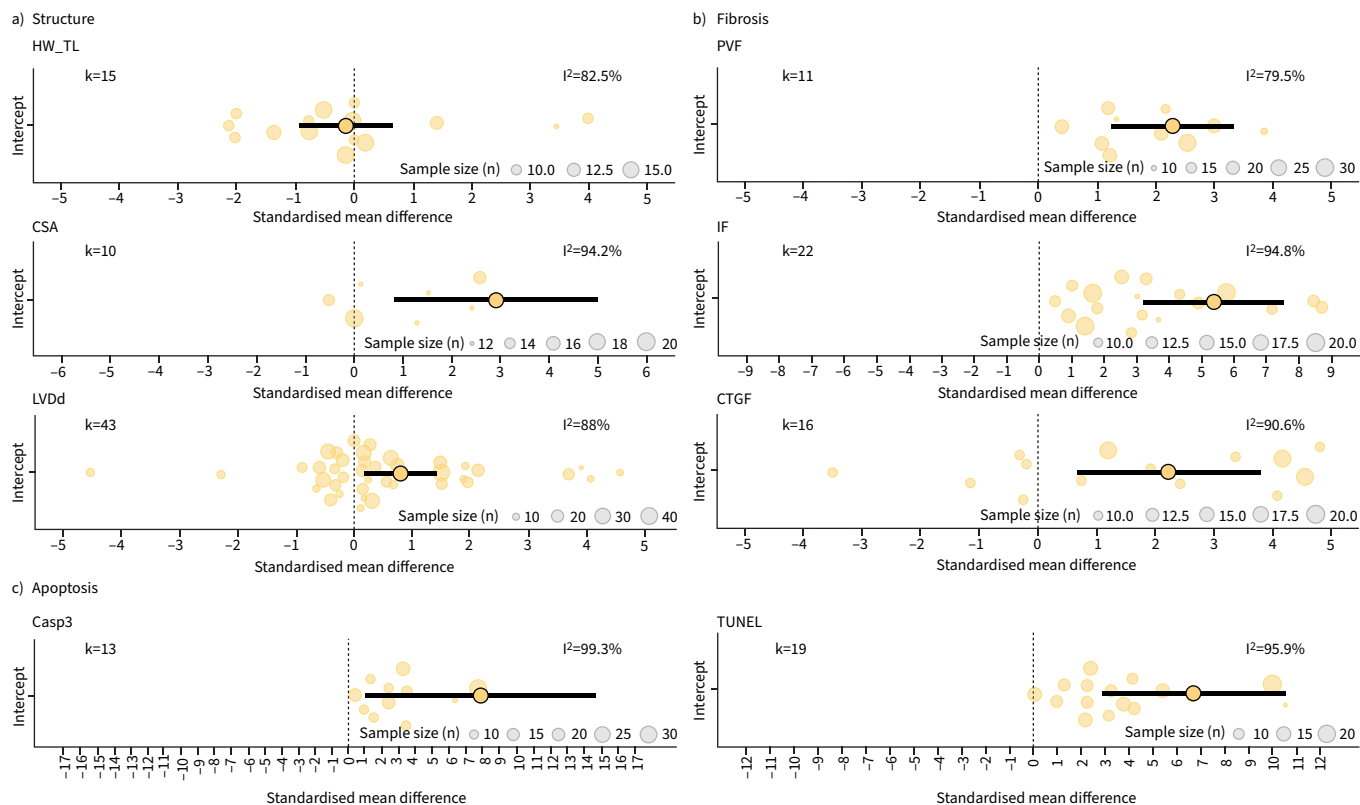 a) Structure
HW_TL
k=15
I²=82.5%
Intercept
Sample size (n) 10.0 12.5 15.0
–5 –4 –3 –2 –1 0 1 2 3 4 5
Standardised mean difference
CSA
k=10
I²=94.2%
Intercept
Sample size (n) 12 14 16 18 20
–6 –5 –4 –3 –2 –1 0 1 2 3 4 5 6
Standardised mean difference
LVDd
k=43
I²=88%
Intercept
Sample size (n) 10 20 30 40
–5 –4 –3 –2 –1 0 1 2 3 4 5
Standardised mean difference
b) Fibrosis
PVF
k=11
I²=79.5%
Intercept
Sample size (n) 10 15 20 25 30
–5 –4 –3 –2 –1 0 1 2 3 4 5
Standardised mean difference
IF
k=22
I²=94.8%
Intercept
Sample size (n) 10.0 12.5 15.0 17.5 20.0
–9 –8 –7 –6 –5 –4 –3 –2 –1 0 1 2 3 4 5 6 7 8 9
Standardised mean difference
CTGF
k=16
I²=90.6%
Intercept
Sample size (n) 10.0 12.5 15.0 17.5 20.0
–5 –4 –3 –2 –1 0 1 2 3 4 5
Standardised mean difference
c) Apoptosis
Casp3
k=13
I²=99.3%
Intercept
Sample size (n) 10 15 20 25 30
–17 –16 –15 –14 –13 –12 –11 –10 –9 –8 –7 –6 –5 –4 –3 –2 –1 0 1 2 3 4 5 6 7 8 9 10 11 12 13 14 15 16 17
Standardised mean difference
TUNEL
k=19
I²=95.9%
Intercept
Sample size (n) 10 15 20
–12 –11 –10 –9 –8 –7 –6 –5 –4 –3 –2 –1 0 1 2 3 4 5 6 7 8 9 10 11 12
Standardised mean difference